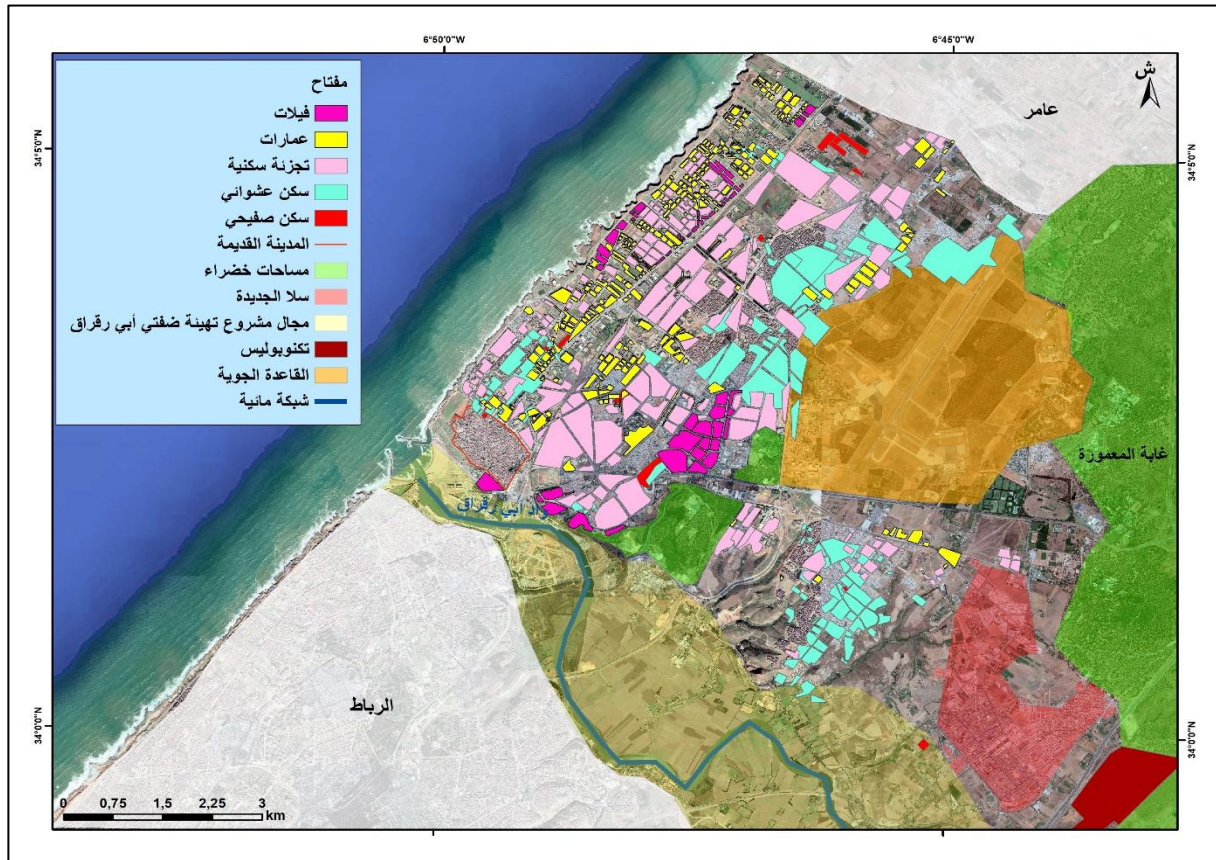 6°50'0"W
6°45'0"W
ش
عامر
34°5'0"N
34°5'0"N
مفتاح
فيلات
عمارات
تجزئة سكنية
سكن عشوائي
سكن صفيحي
المدينة القديمة
مساحات خضراء
سلا الجديدة
مجال مشروع تهيئة ضفتي أبي رقراق
تكنوبوليس
القاعدة الجوية
شبكة مائية
غابة المعمورة
واد أبي رقراق
الرباط
34°0'0"N
34°0'0"N
0 0,75 1,5 2,25 3
km